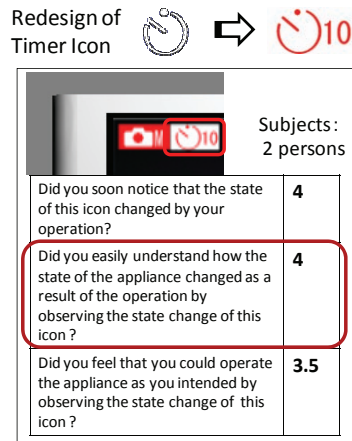 Redesign of
Timer Icon
10
M
10
Subjects:
2 persons
Did you soon notice that the state
of this icon changed by your
operation?
4
Did you easily understand how the
state of the appliance changed as a
result of the operation by
observing the state change of this
icon ?
4
Did you feel that you could operate
the appliance as you intended by
observing the state change of this
icon ?
3.5